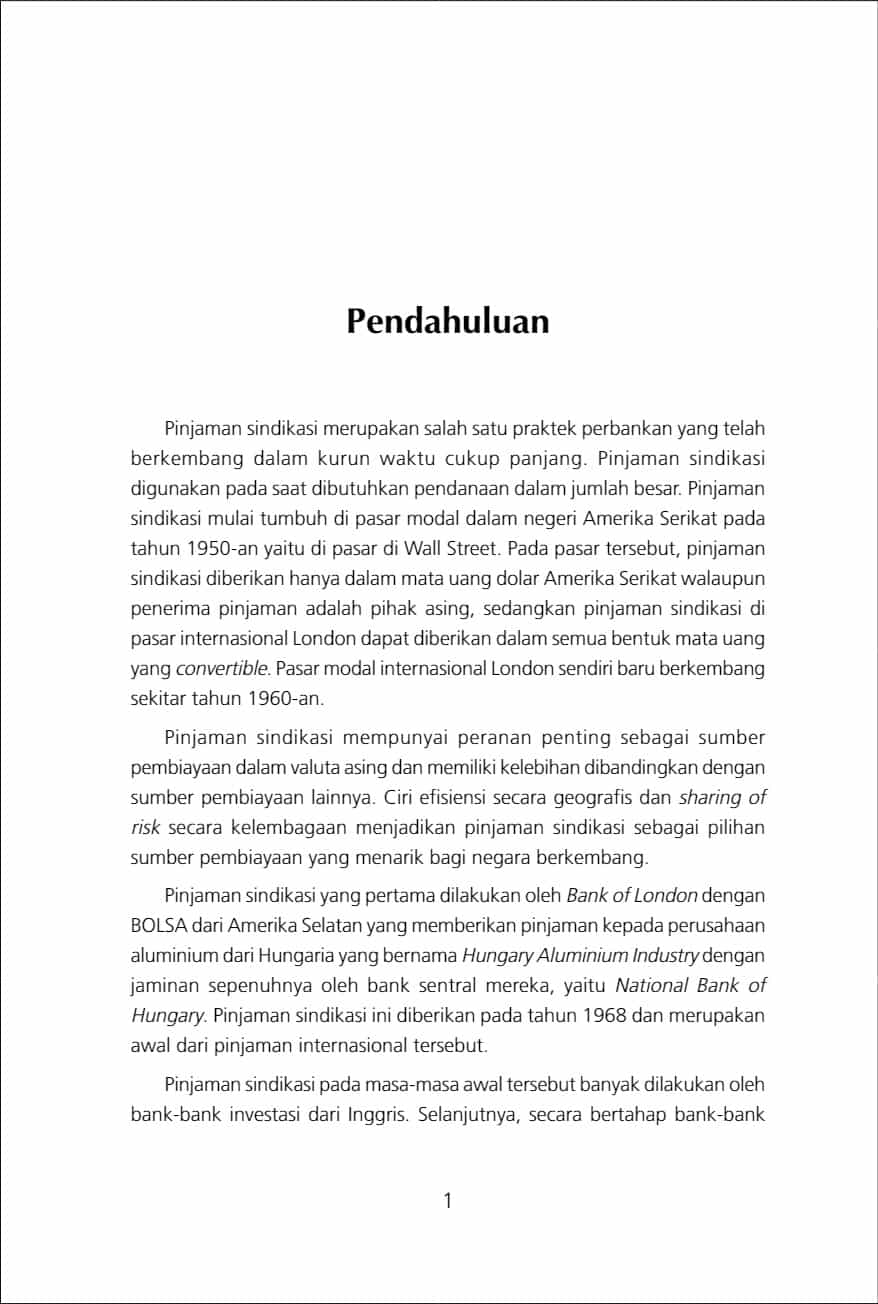 Pendahuluan
Pinjaman sindikasi merupakan salah satu praktek perbankan yang telah
berkembang dalam kurun waktu cukup panjang. Pinjaman sindikasi
digunakan pada saat dibutuhkan pendanaan dalam jumlah besar. Pinjaman
sindikasi mulai tumbuh di pasar modal dalam negeri Amerika Serikat pada
tahun 1950-an yaitu di pasar di Wall Street. Pada pasar tersebut, pinjaman
sindikasi diberikan hanya dalam mata uang dolar Amerika Serikat walaupun
penerima pinjaman adalah pihak asing, sedangkan pinjaman sindikasi di
pasar internasional London dapat diberikan dalam semua bentuk mata uang
yang convertible. Pasar modal internasional London sendiri baru berkembang
sekitar tahun 1960-an.
Pinjaman sindikasi mempunyai peranan penting sebagai sumber
pembiayaan dalam valuta asing dan memiliki kelebihan dibandingkan dengan
sumber pembiayaan lainnya. Ciri efisiensi secara geografis dan sharing of
risk secara kelembagaan menjadikan pinjaman sindikasi sebagai pilihan
sumber pembiayaan yang menarik bagi negara berkembang.
Pinjaman sindikasi yang pertama dilakukan oleh Bank of London dengan
BOLSA dari Amerika Selatan yang memberikan pinjaman kepada perusahaan
aluminium dari Hungaria yang bernama Hungary Aluminium Industry dengan
jaminan sepenuhnya oleh bank sentral mereka, yaitu National Bank of
Hungary. Pinjaman sindikasi ini diberikan pada tahun 1968 dan merupakan
awal dari pinjaman internasional tersebut.
Pinjaman sindikasi pada masa-masa awal tersebut banyak dilakukan oleh
bank-bank investasi dari Inggris. Selanjutnya, secara bertahap bank-bank
1